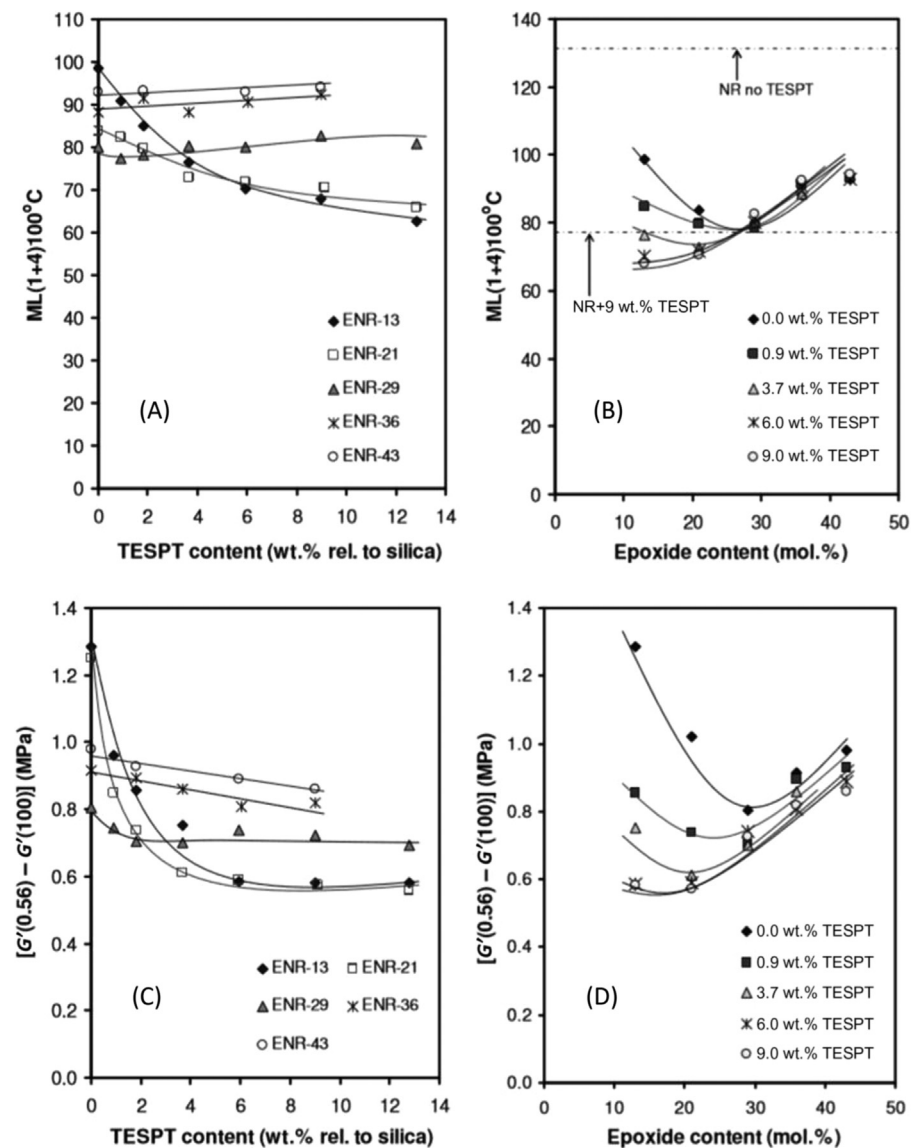 110
100
90
80
70
60
50
40
30
20
10
0
ML(1+4)100°C
ENR-13
ENR-21
ENR-29
ENR-36
ENR-43
(A)
0 2 4 6 8 10 12 14
TESPT content (wt.% rel. to silica)
140
120
100
80
60
40
20
0
ML(1+4)100°C
NR no TESPT
NR+9 wt.% TESPT
0.0 wt.% TESPT
0.9 wt.% TESPT
3.7 wt.% TESPT
6.0 wt.% TESPT
9.0 wt.% TESPT
(B)
0 10 20 30 40 50
Epoxide content (mol.%)
1.4
1.2
1.0
0.8
0.6
0.4
0.2
0.0
[G′(0.56) – G′(100)] (MPa)
ENR-13 ENR-21
ENR-29 ENR-36
ENR-43
(C)
0 2 4 6 8 10 12 14
TESPT content (wt.% rel. to silica)
1.4
1.2
1.0
0.8
0.6
0.4
0.2
0.0
[G′(0.56) – G′(100)] (MPa)
0.0 wt.% TESPT
0.9 wt.% TESPT
3.7 wt.% TESPT
6.0 wt.% TESPT
9.0 wt.% TESPT
(D)
0 10 20 30 40 50
Epoxide content (mol.%)